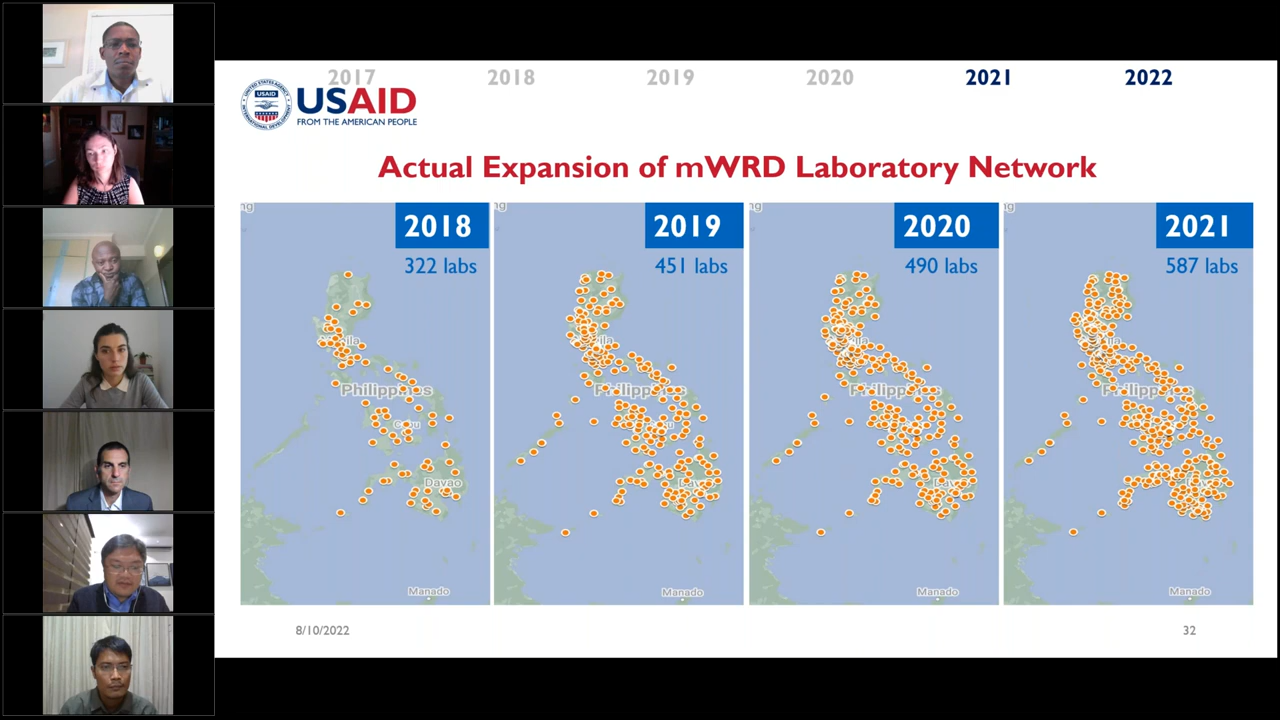 2017 2018 2019 2020 2021 2022
USAID
FROM THE AMERICAN PEOPLE
Actual Expansion of mWRD Laboratory Network
2018
322 labs
Philippines
Davao
Manado
2019
451 labs
Manado
2020
490 labs
Manado
2021
587 labs
Manado
8/10/2022
32